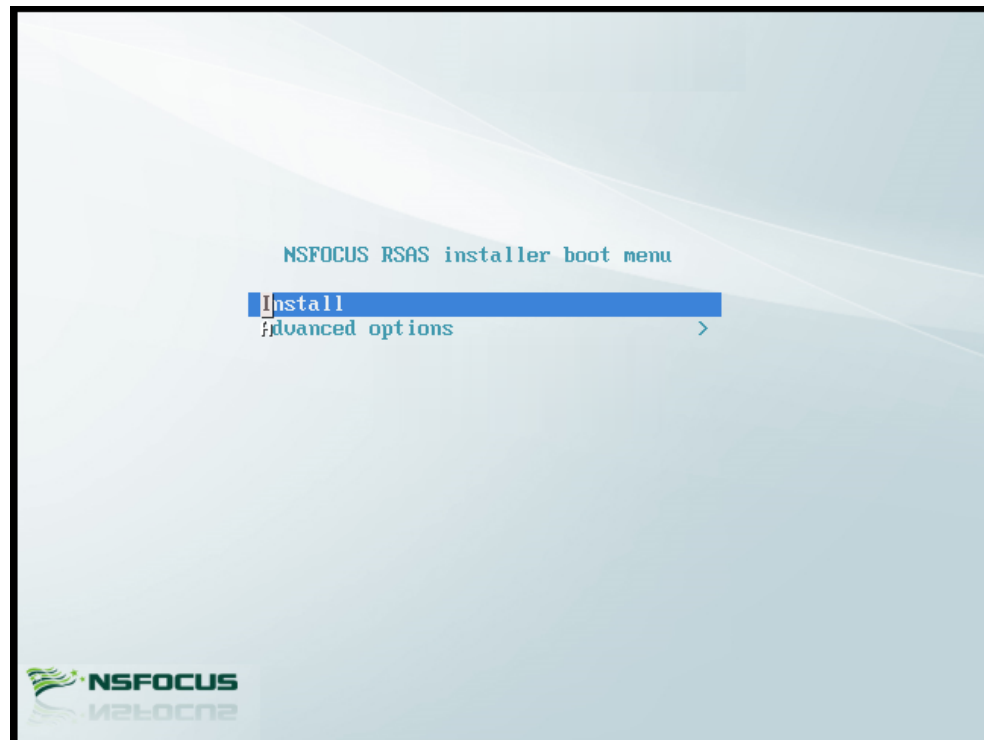 NSFOCUS RSAS installer boot menu
Install
Advanced options >
NSFOCUS